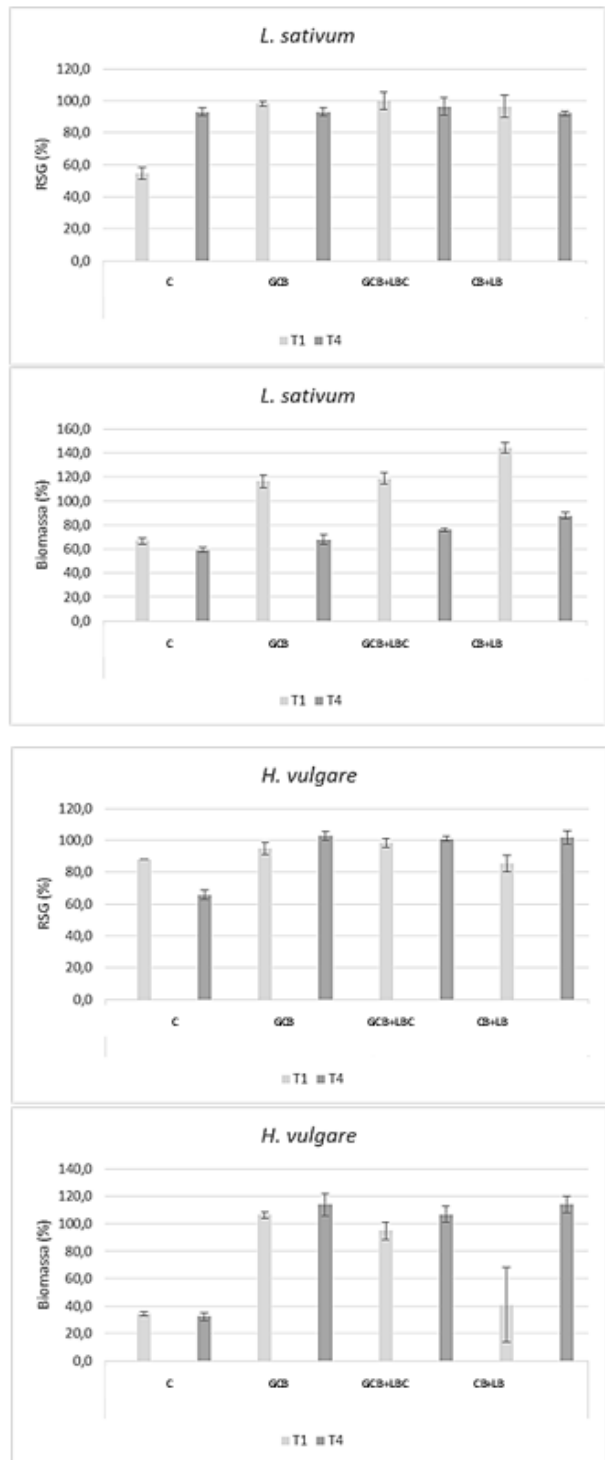 L. sativum
120,0
100,0
80,0
60,0
40,0
20,0
0,0
RSG (%)
C GCB GCB+LBC CB+LB
T1 T4
L. sativum
160,0
140,0
120,0
100,0
80,0
60,0
40,0
20,0
0,0
Biomassa (%)
C GCB GCB+LBC CB+LB
T1 T4
H. vulgare
120,0
100,0
80,0
60,0
40,0
20,0
0,0
RSG (%)
C GCB GCB+LBC CB+LB
T1 T4
H. vulgare
140,0
120,0
100,0
80,0
60,0
40,0
20,0
0,0
Biomassa (%)
C GCB GCB+LBC CB+LB
T1 T4